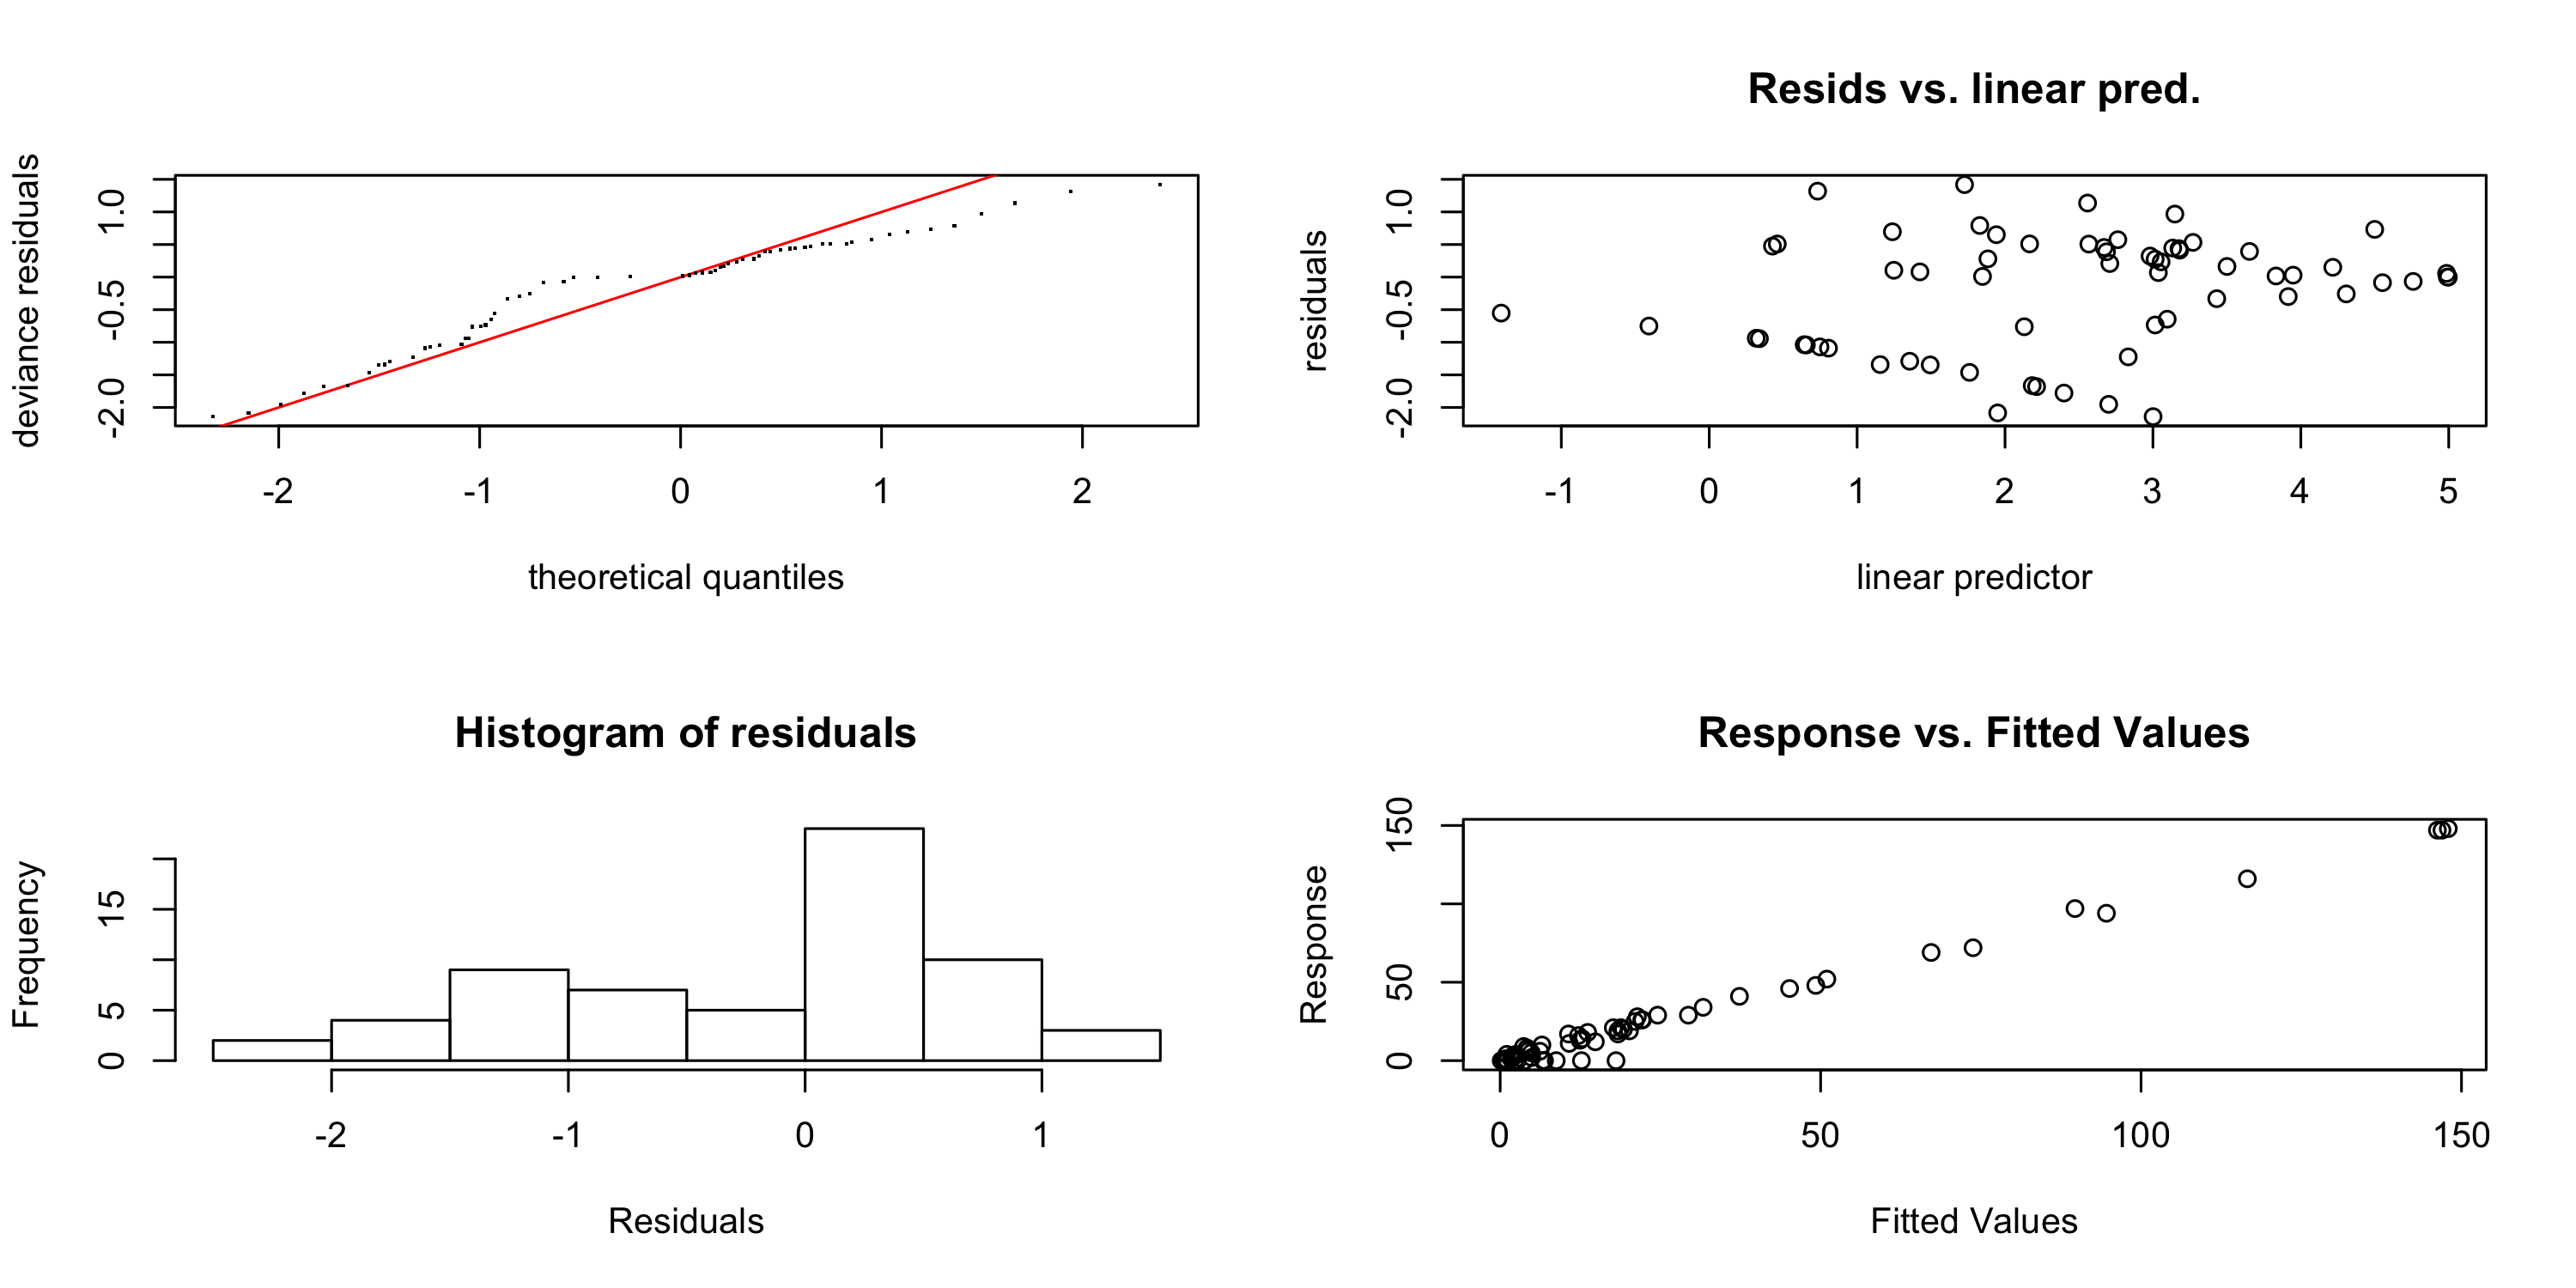 deviance residuals
1.0
-0.5
-2.0
-2 -1 0 1 2
theoretical quantiles
Resids vs. linear pred.
residuals
1.0
-0.5
-2.0
-1 0 1 2 3 4 5
linear predictor
Histogram of residuals
Frequency
15
5
0
-2 -1 0 1
Residuals
Response vs. Fitted Values
Response
150
50
0
0 50 100 150
Fitted Values